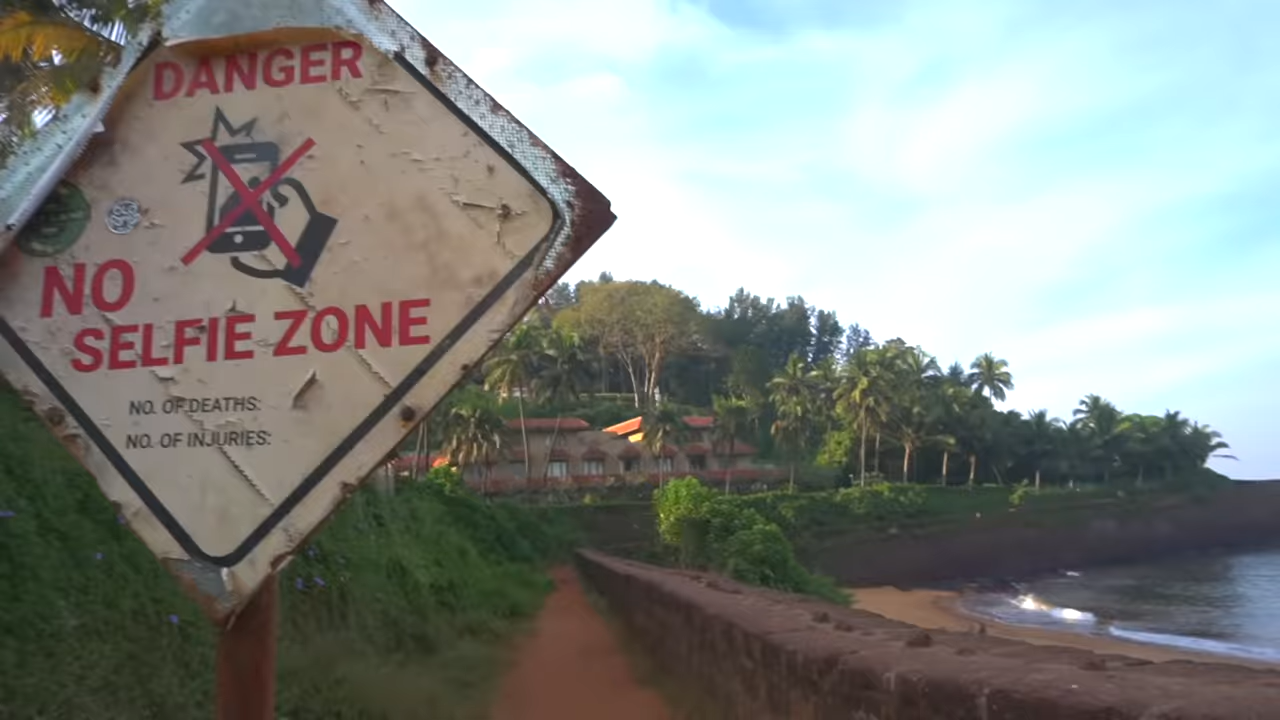 DANGER
NO
SELFIE ZONE
NO. OF DEATHS:
NO. OF INJURIES: